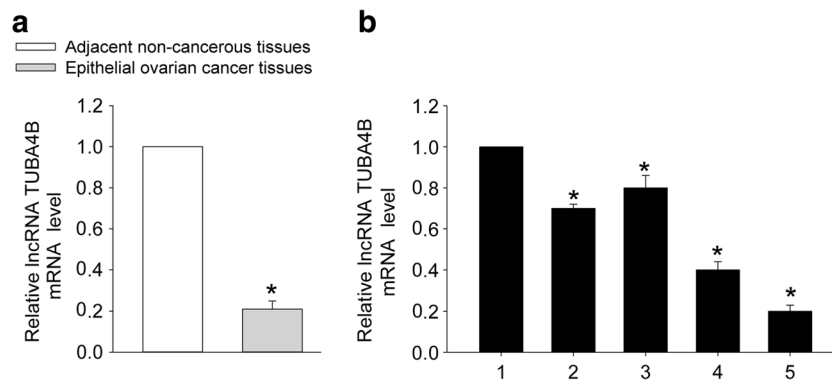 a
Adjacent non-cancerous tissues
Epithelial ovarian cancer tissues
Relative lncRNA TUBA4B
mRNA level
1.2
1.0
0.8
0.6
0.4
0.2
0.0
*
b
Relative lncRNA TUBA4B
mRNA level
1.2
1.0
0.8
0.6
0.4
0.2
0.0
*
*
*
*
1 2 3 4 5